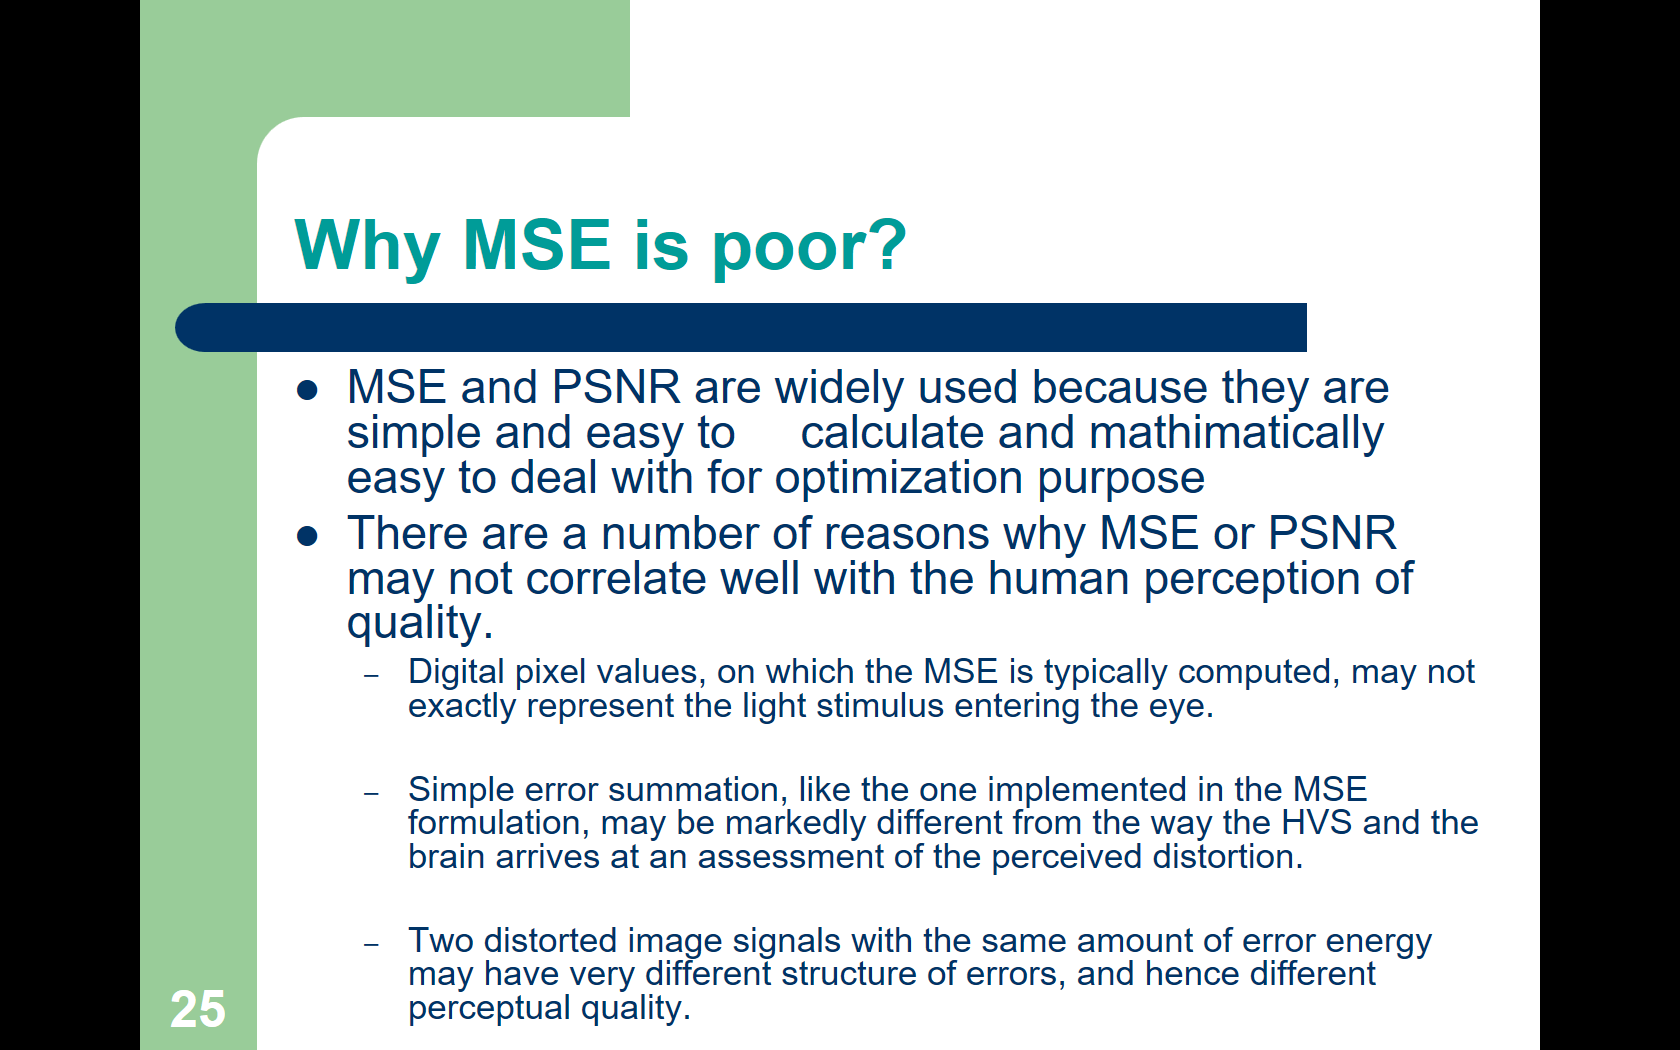 Why MSE is poor?
● MSE and PSNR are widely used because they are
simple and easy to calculate and mathimatically
easy to deal with for optimization purpose
● There are a number of reasons why MSE or PSNR
may not correlate well with the human perception of
quality.
– Digital pixel values, on which the MSE is typically computed, may not
exactly represent the light stimulus entering the eye.
– Simple error summation, like the one implemented in the MSE
formulation, may be markedly different from the way the HVS and the
brain arrives at an assessment of the perceived distortion.
– Two distorted image signals with the same amount of error energy
may have very different structure of errors, and hence different
perceptual quality.
25